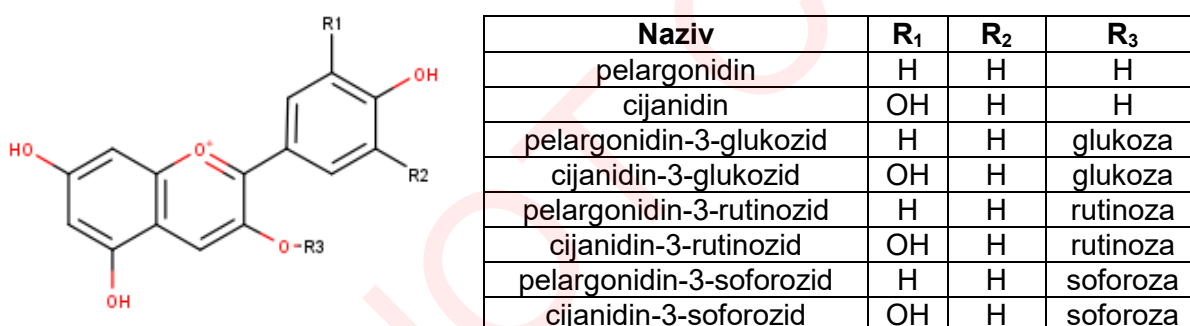 R1
OH
HO
O+
R2
O-R3
OH
Naziv R₁ R₂ R₃
pelargonidin H H H
cijanidin OH H H
pelargonidin-3-glukozid H H glukoza
cijanidin-3-glukozid OH H glukoza
pelargonidin-3-rutinozid H H rutinoza
cijanidin-3-rutinozid OH H rutinoza
pelargonidin-3-soforozid H H soforoza
cijanidin-3-soforozid OH H soforoza